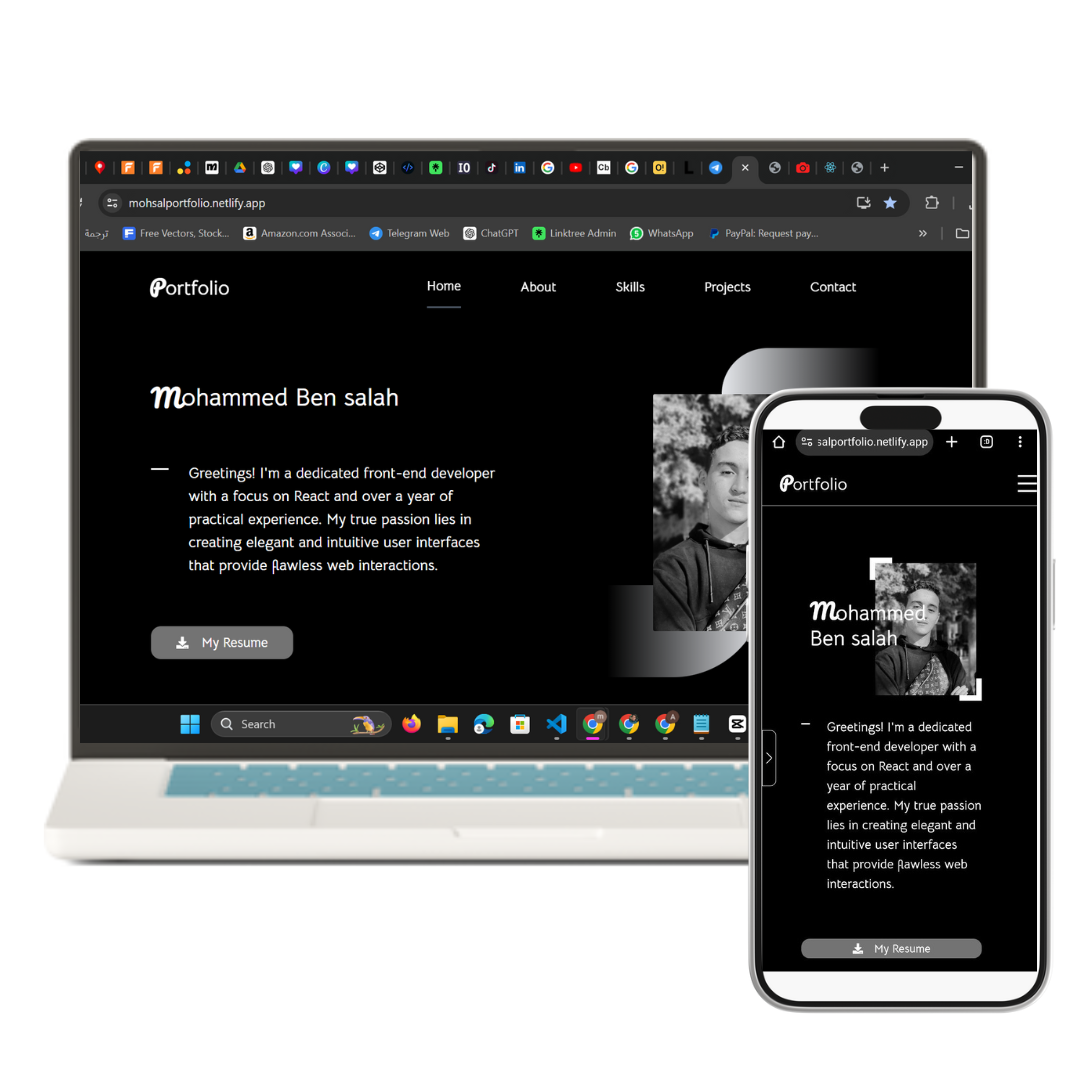 mohsalportfolio.netlify.app
ترجمة
Free Vectors, Stock...
Amazon.com Associ...
Telegram Web
ChatGPT
Linktree Admin
WhatsApp
PayPal: Request pay...
Portfolio
Home
About
Skills
Projects
Contact
Mohammed Ben salah
Greetings! I'm a dedicated front-end developer
with a focus on React and over a year of
practical experience. My true passion lies in
creating elegant and intuitive user interfaces
that provide flawless web interactions.
My Resume
Search
salportfolio.netlify.app
Portfolio
Mohammed
Ben salah
Greetings! I'm a dedicated
front-end developer with a
focus on React and over a
year of practical
experience. My true passion
lies in creating elegant and
intuitive user interfaces
that provide flawless web
interactions.
My Resume